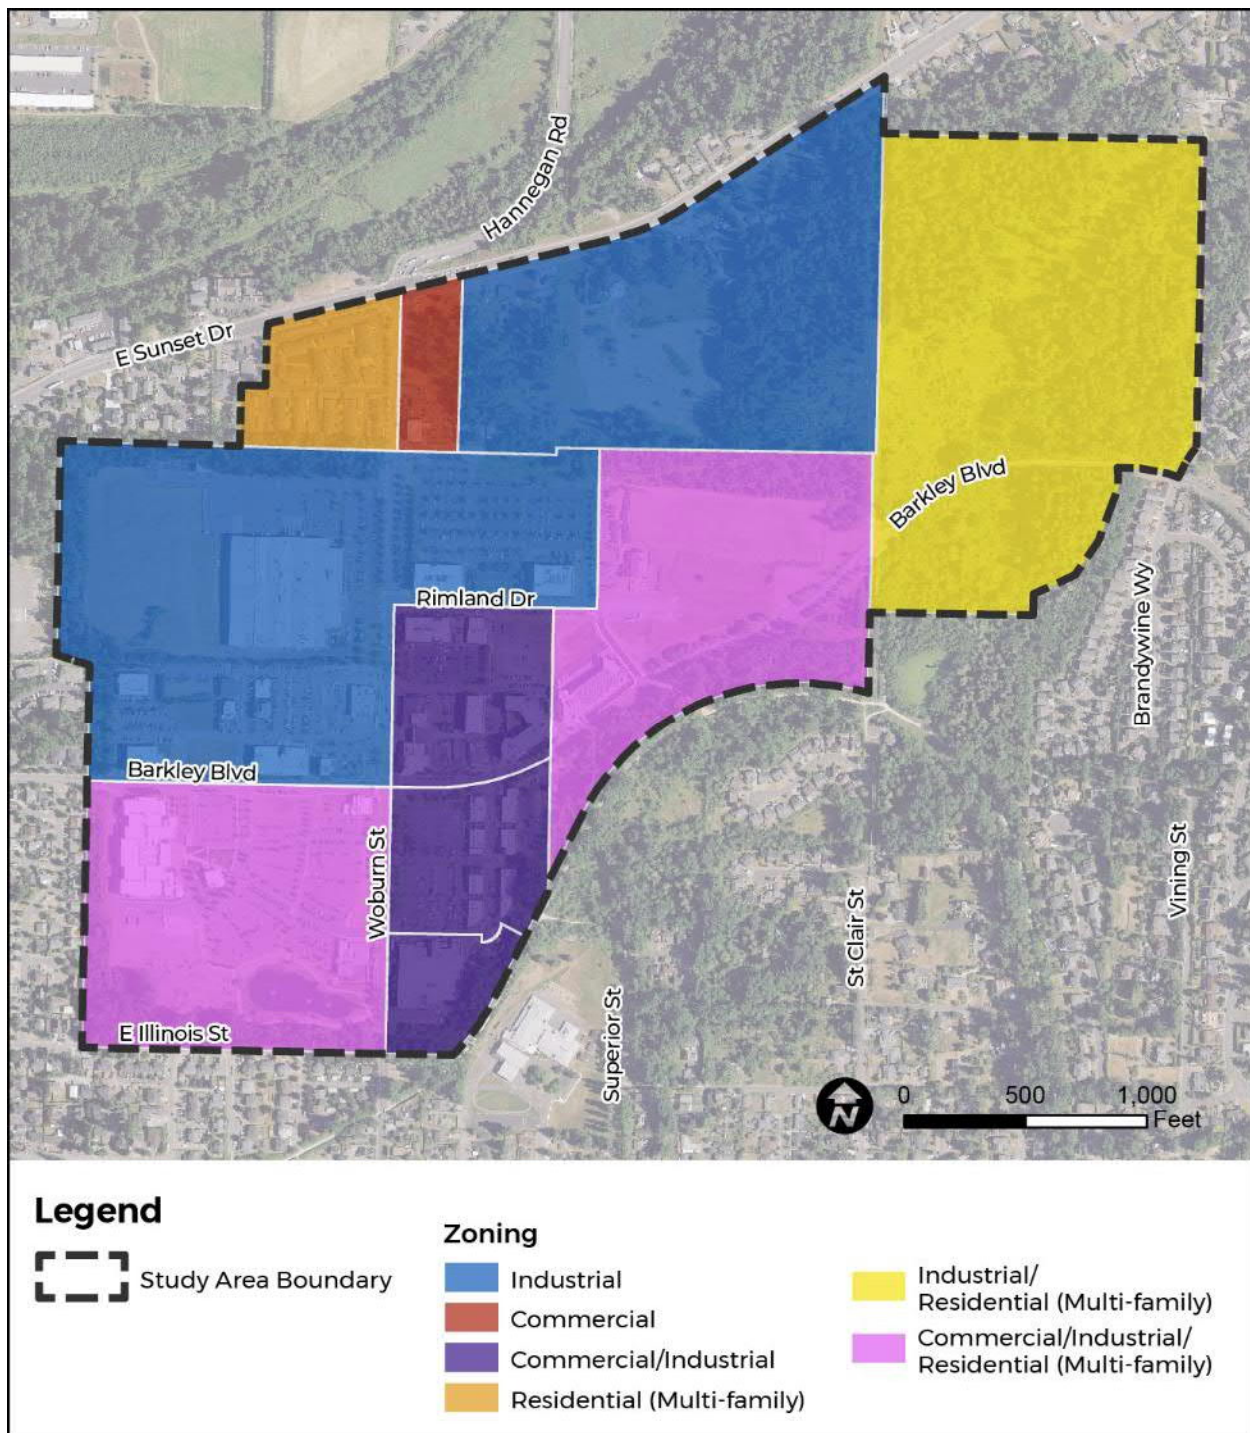 Hannegan Rd
E Sunset Dr
Barkley Blvd
Rimland Dr
Brandywine Wy
Barkley Blvd
Woburn St
Vining St
St Clair St
E Illinois St
Superior St
N
0 500 1,000
Feet
Legend
Study Area Boundary
Zoning
Industrial
Commercial
Commercial/Industrial
Residential (Multi-family)
Industrial/
Residential (Multi-family)
Commercial/Industrial/
Residential (Multi-family)